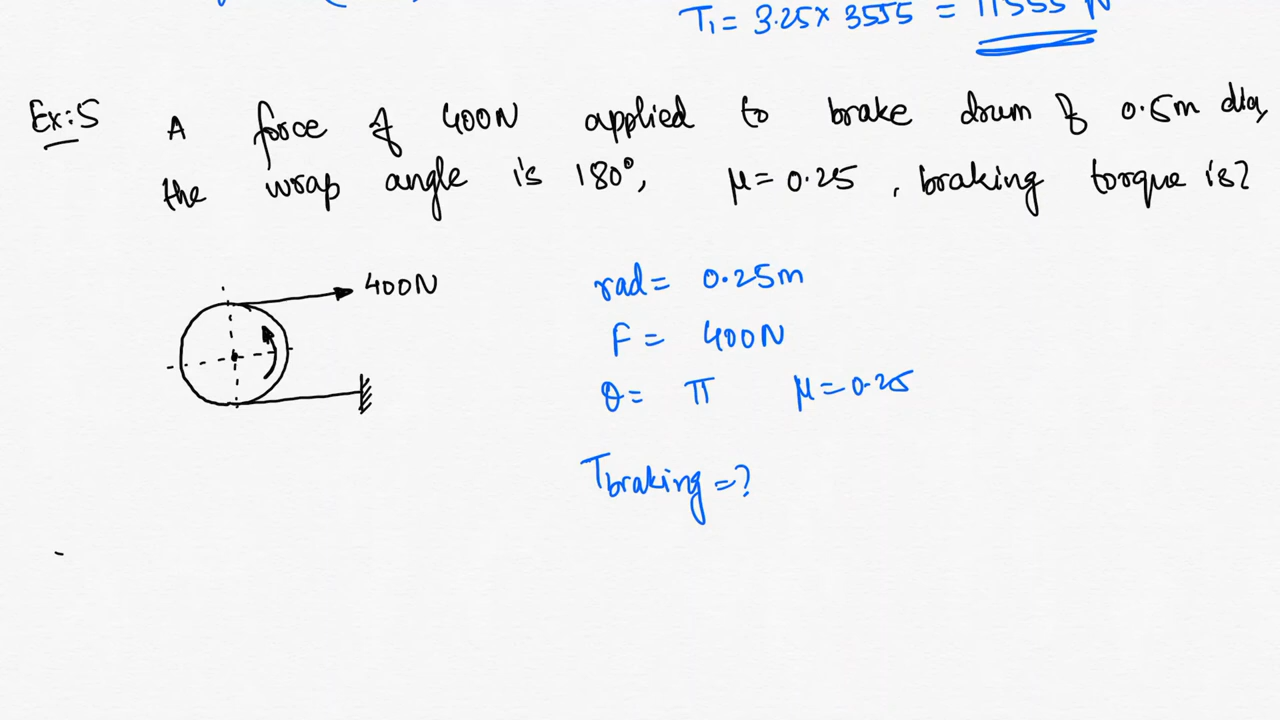 T₁ = 3.25 × 3555 = 11555 N
Ex:5 A force of 400N applied to brake drum of 0.5m dia,
the wrap angle is 180°, μ = 0.25, braking torque is?
400N
rad = 0.25m
F = 400N
θ = π μ = 0.25
Tbraking = ?